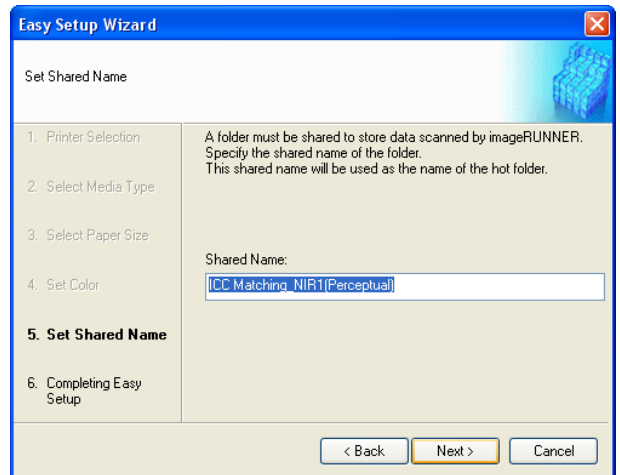 Easy Setup Wizard
Set Shared Name
1. Printer Selection
2. Select Media Type
3. Select Paper Size
4. Set Color
5. Set Shared Name
6. Completing Easy
Setup
A folder must be shared to store data scanned by imageRUNNER.
Specify the shared name of the folder.
This shared name will be used as the name of the hot folder.
Shared Name:
ICC Matching_NIR1(Perceptual)
< Back
Next >
Cancel